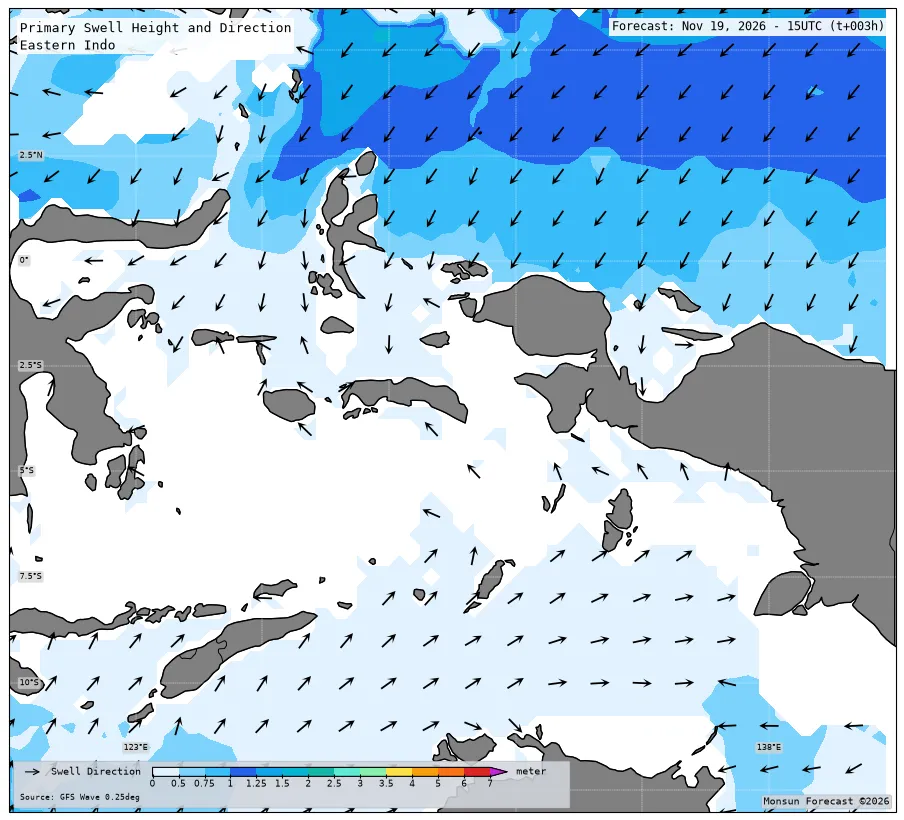 Primary Swell Height and Direction
Eastern Indo
Forecast: Nov 19, 2026 - 15UTC (t+003h)
2.5°N
0°
2.5°S
5°S
7.5°S
10°S
123°E
138°E
Swell Direction
0 0.5 0.75 1 1.25 1.5 2 2.5 3 3.5 4 5 6 7
meter
Source: GFS Wave 0.25deg
Monsun Forecast ©2026